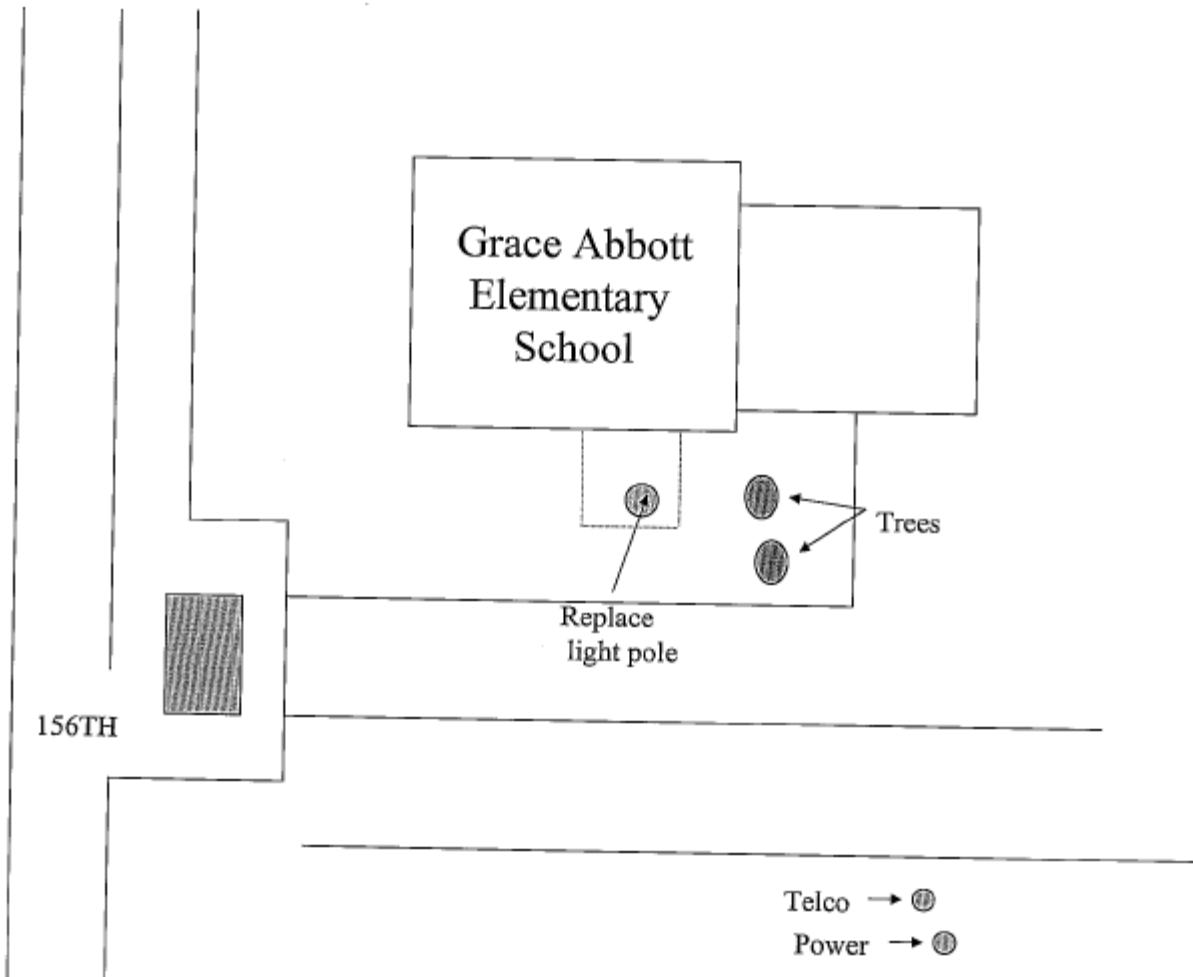 Grace Abbott
Elementary
School
Trees
Replace
light pole
156TH
Telco
Power